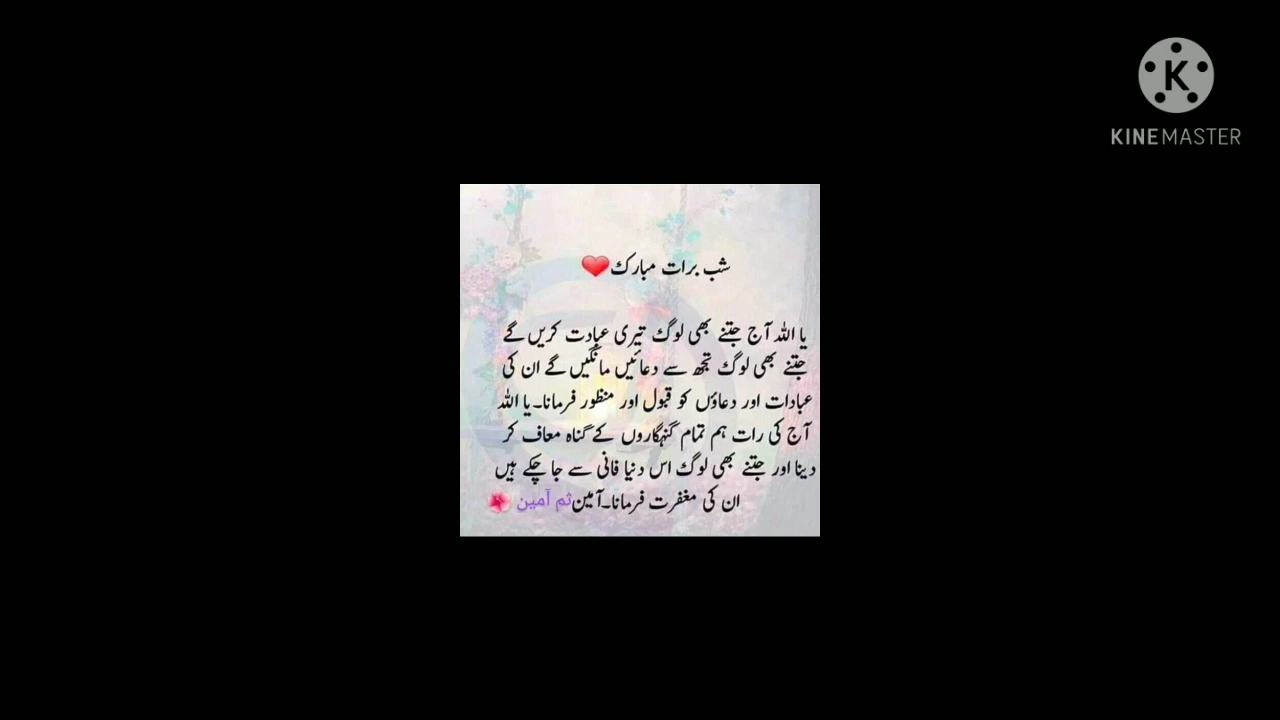 K
KINEMASTER
شب برات مبارک❤
یا اللہ آج جتنے بھی لوگ تیری عبادت کریں گے
جتنے بھی لوگ تجھ سے دعائیں مانگیں گے ان کی
عبادات اور دعاؤں کو قبول اور منظور فرمانا۔یا اللہ
آج کی رات ہم تمام گنہگاروں کے گناہ معاف کر
دینا اور جتنے بھی لوگ اس دنیا فانی سے جا چکے ہیں
ان کی مغفرت فرمانا۔آمین ثم آمین 🌺